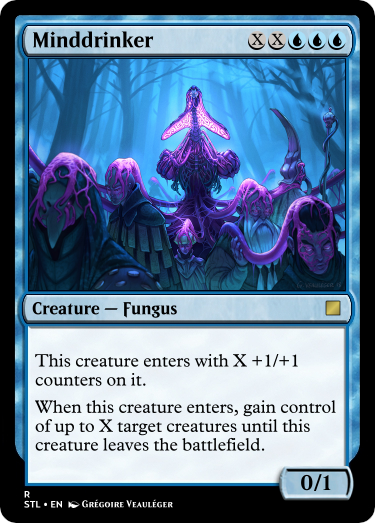 Minddrinker XXUUU
Creature — Fungus
This creature enters with X +1/+1
counters on it.
When this creature enters, gain control
of up to X target creatures until this
creature leaves the battlefield.
0/1
R
STL • EN Grégoire Veauléger